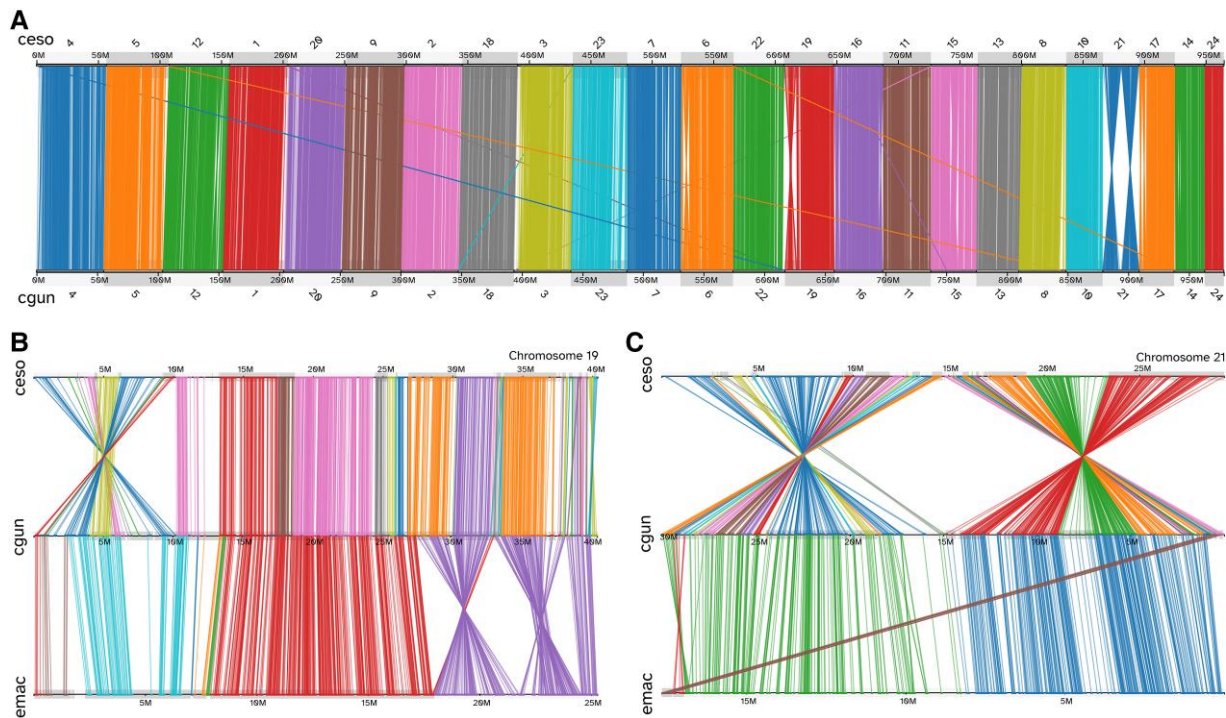 A
ceso 4 5 12 1 20 9 2 18 3 23 7 6 22 19 16 11 15 13 8 10 21 17 14 24
0M 50M 100M 150M 200M 250M 300M 350M 400M 450M 500M 550M 600M 650M 700M 750M 800M 850M 900M 950M
0M 50M 100M 150M 200M 250M 300M 350M 400M 450M 500M 550M 600M 650M 700M 750M 800M 850M 900M 950M
cgun 4 5 12 1 20 9 2 18 3 23 7 6 22 19 16 11 15 13 8 10 21 17 14 24
B
Chromosome 19
ceso
5M 10M 15M 20M 25M 30M 35M 40M
cgun
5M 10M 15M 20M 25M 30M 35M 40M
emac
5M 10M 15M 20M 25M
C
Chromosome 21
ceso
5M 10M 15M 20M 25M
cgun
30M 25M 20M 15M 10M 5M
emac
15M 10M 5M